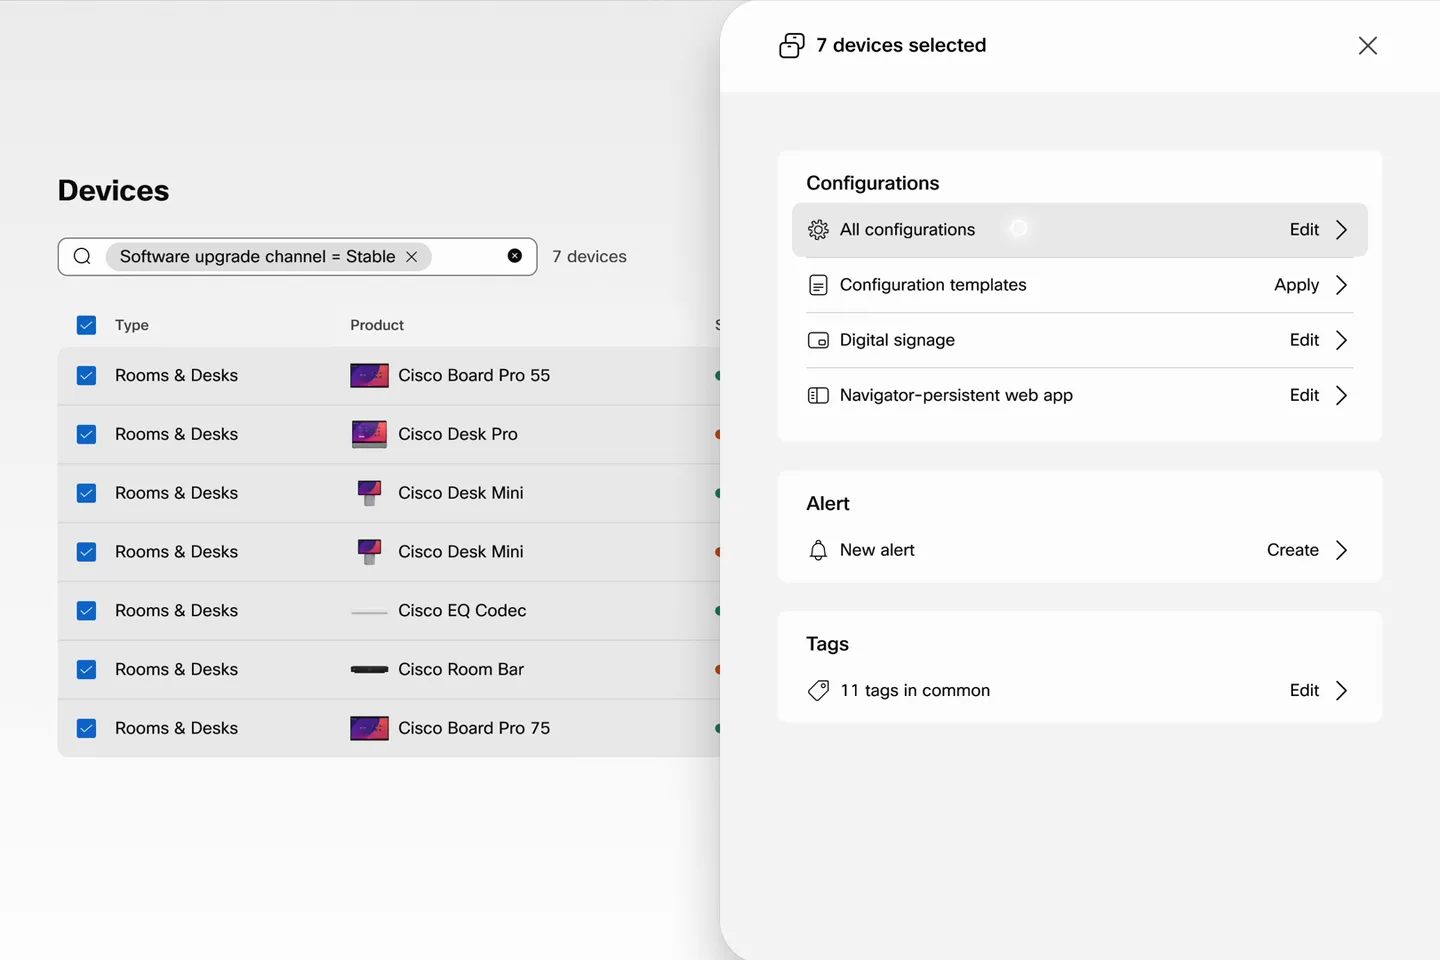 7 devices selected
Devices
Software upgrade channel = Stable
7 devices
Type Product
Rooms & Desks Cisco Board Pro 55
Rooms & Desks Cisco Desk Pro
Rooms & Desks Cisco Desk Mini
Rooms & Desks Cisco Desk Mini
Rooms & Desks Cisco EQ Codec
Rooms & Desks Cisco Room Bar
Rooms & Desks Cisco Board Pro 75
Configurations
All configurations Edit
Configuration templates Apply
Digital signage Edit
Navigator-persistent web app Edit
Alert
New alert Create
Tags
11 tags in common Edit